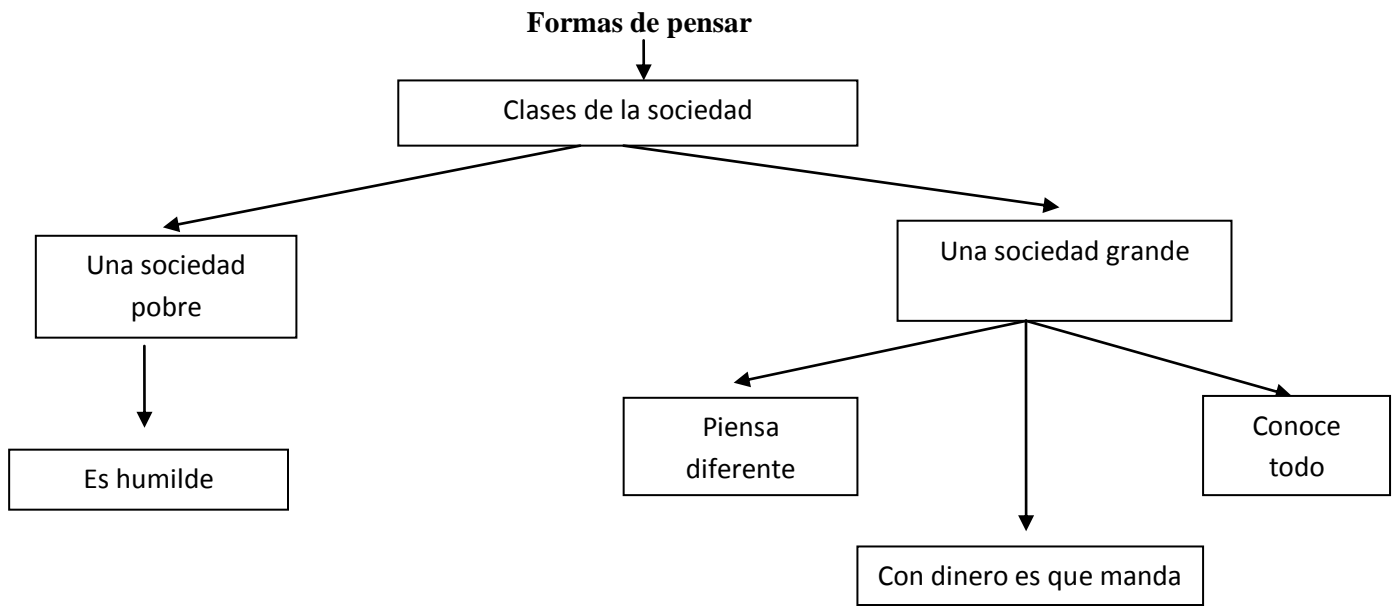 Formas de pensar
Clases de la sociedad
Una sociedad
pobre
Una sociedad grande
Es humilde
Piensa
diferente
Conoce
todo
Con dinero es que manda